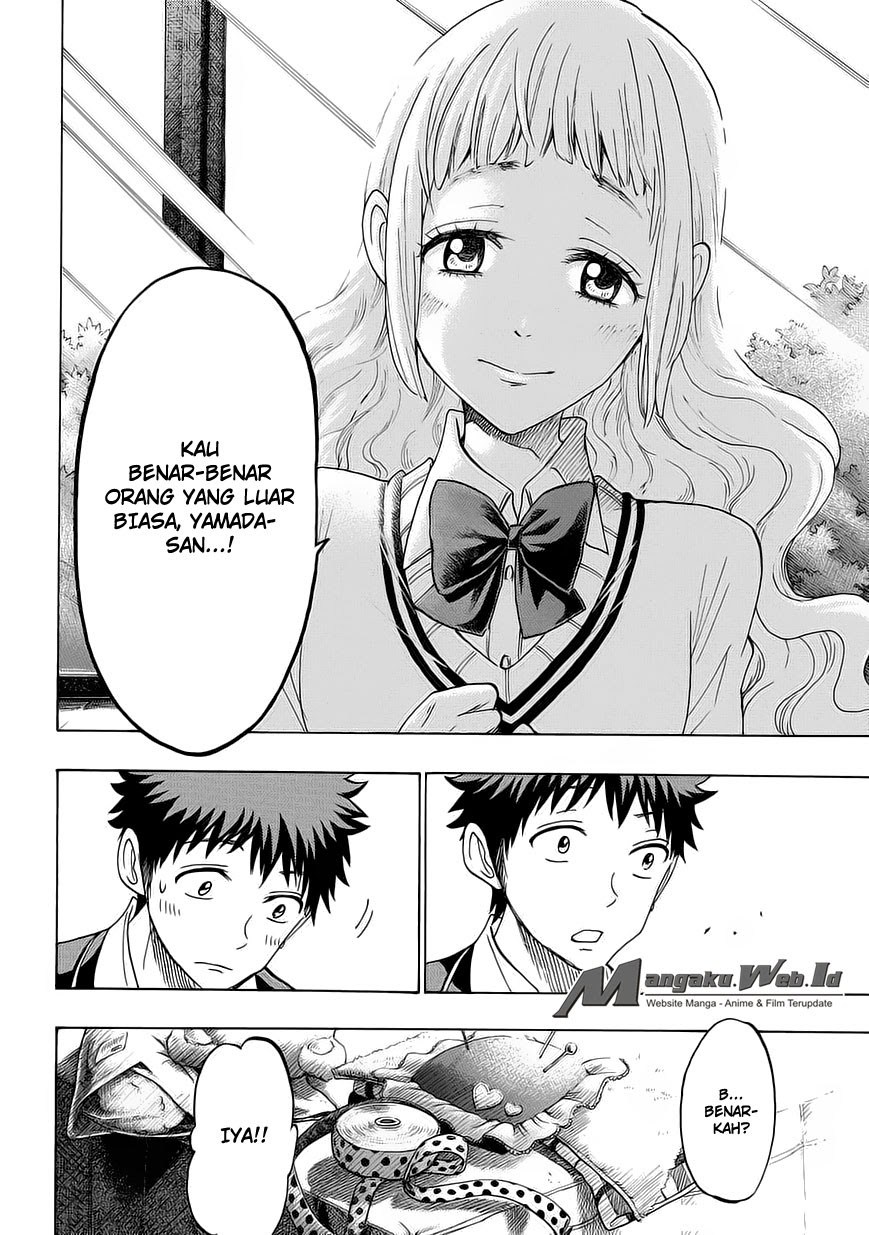 KAU
BENAR-BENAR
ORANG YANG LUAR
BIASA, YAMADA-
SAN...!
Mangaku.Web.Id
Website Manga - Anime & Film Terupdate
B...
BENAR-
KAH?
IYA!!